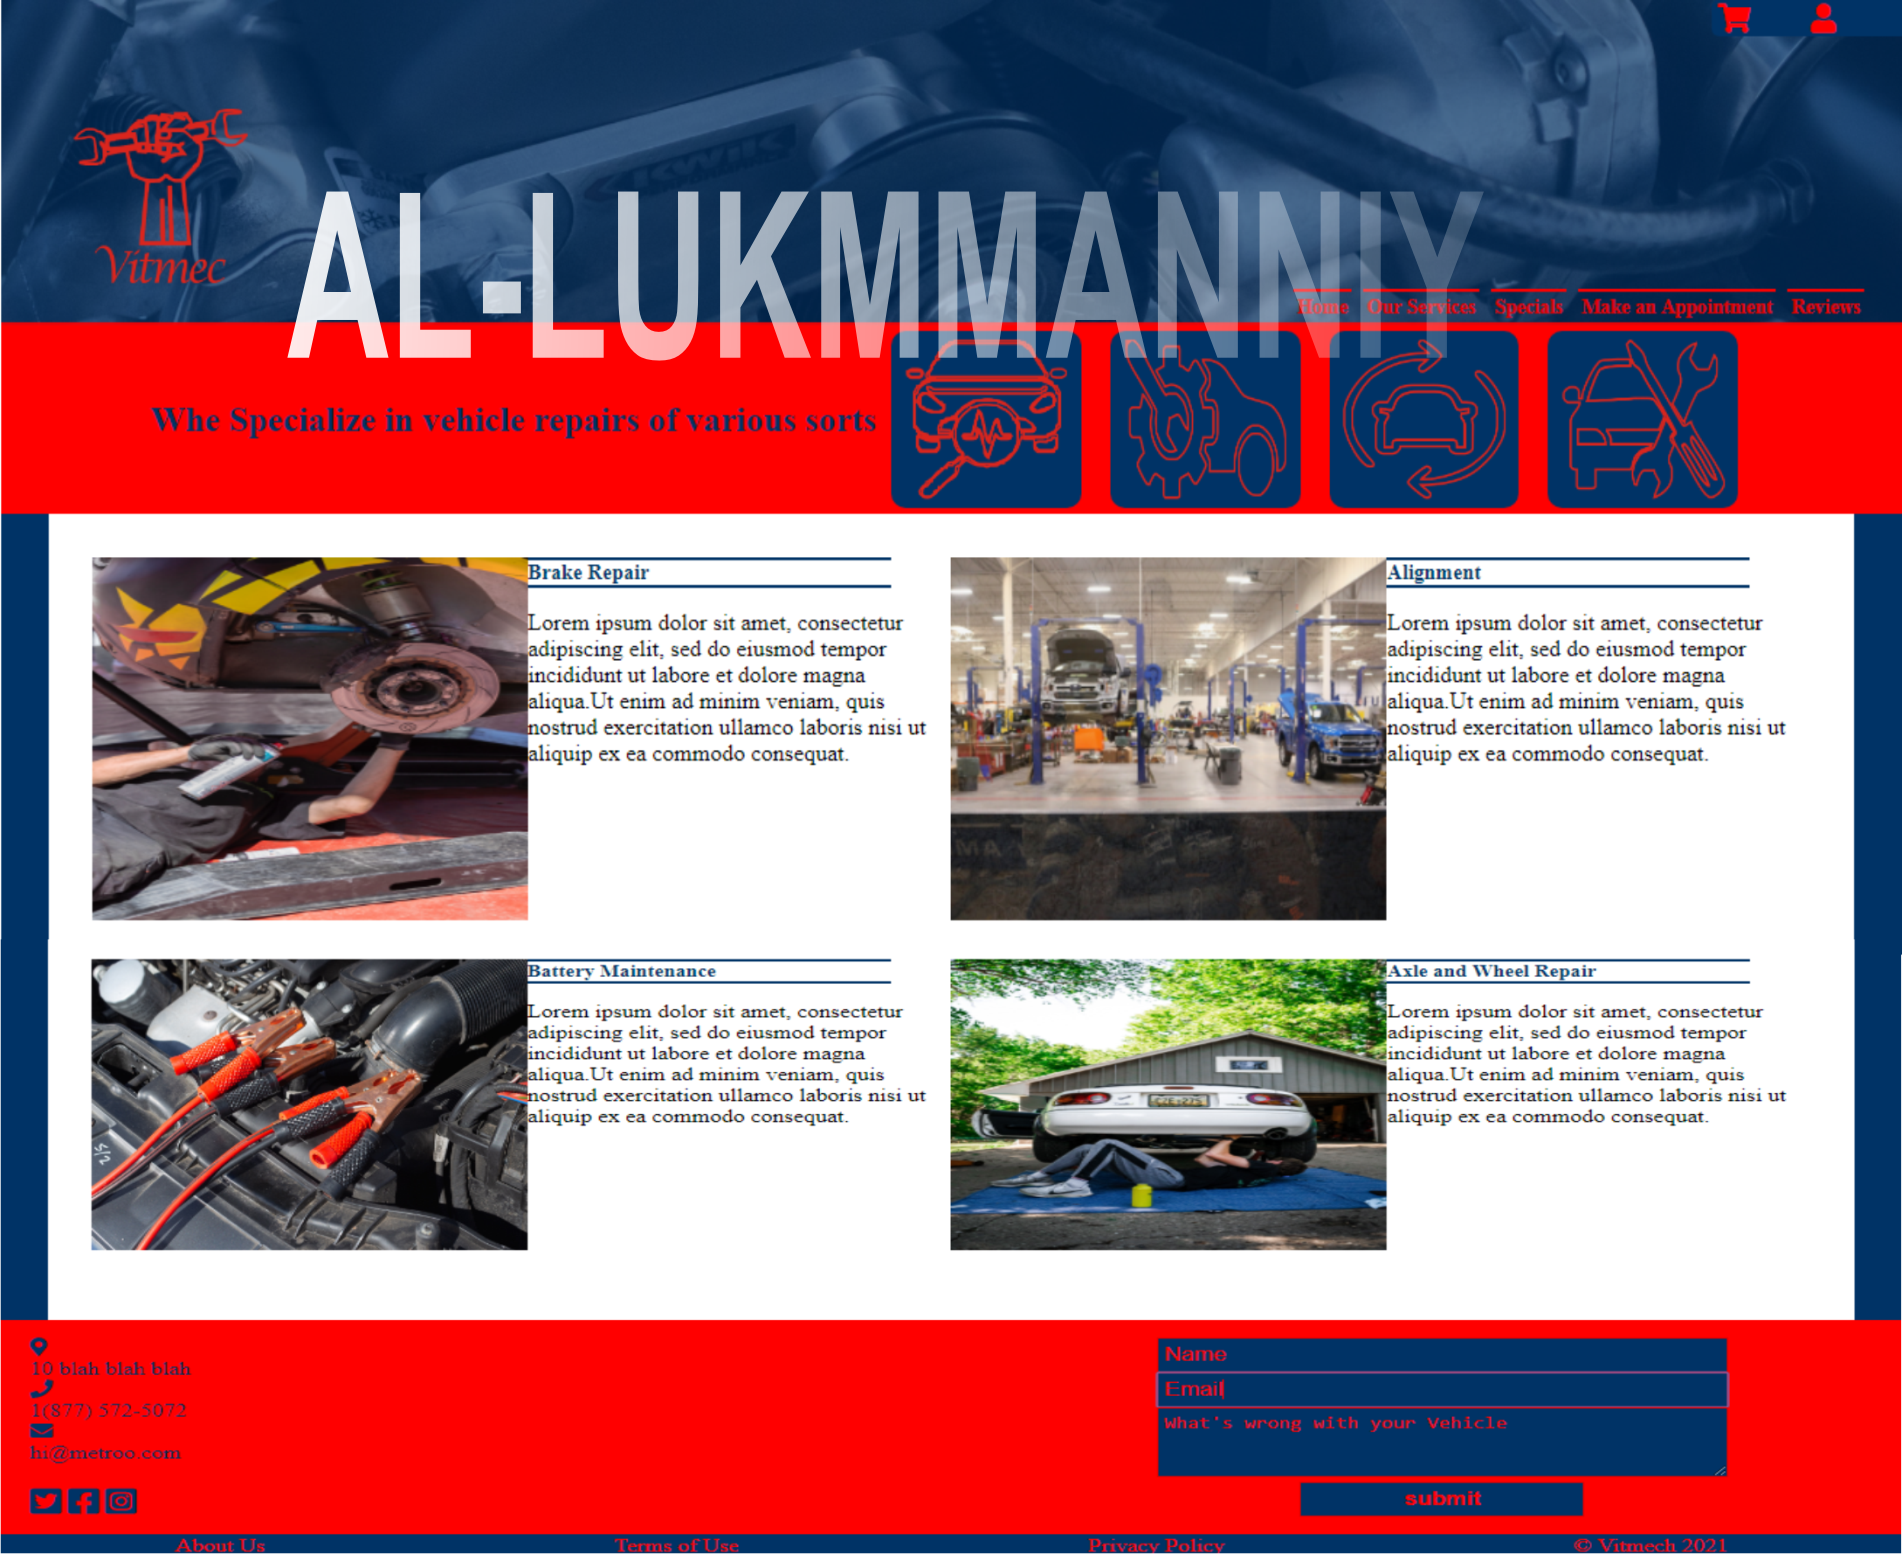 Vitmec
AL-LUKMMANNIY
Home Our Services Specials Make an Appointment Reviews
Whe Specialize in vehicle repairs of various sorts
Brake Repair
Lorem ipsum dolor sit amet, consectetur
adipiscing elit, sed do eiusmod tempor
incididunt ut labore et dolore magna
aliqua.Ut enim ad minim veniam, quis
nostrud exercitation ullamco laboris nisi ut
aliquip ex ea commodo consequat.
Alignment
Lorem ipsum dolor sit amet, consectetur
adipiscing elit, sed do eiusmod tempor
incididunt ut labore et dolore magna
aliqua.Ut enim ad minim veniam, quis
nostrud exercitation ullamco laboris nisi ut
aliquip ex ea commodo consequat.
Battery Maintenance
Lorem ipsum dolor sit amet, consectetur
adipiscing elit, sed do eiusmod tempor
incididunt ut labore et dolore magna
aliqua.Ut enim ad minim veniam, quis
nostrud exercitation ullamco laboris nisi ut
aliquip ex ea commodo consequat.
Axle and Wheel Repair
Lorem ipsum dolor sit amet, consectetur
adipiscing elit, sed do eiusmod tempor
incididunt ut labore et dolore magna
aliqua.Ut enim ad minim veniam, quis
nostrud exercitation ullamco laboris nisi ut
aliquip ex ea commodo consequat.
10 blah blah blah
1(877) 572-5072
hi@metroo.com
Name
Email
What's wrong with your Vehicle
submit
About Us Terms of Use Privacy Policy © Vitmech 2021